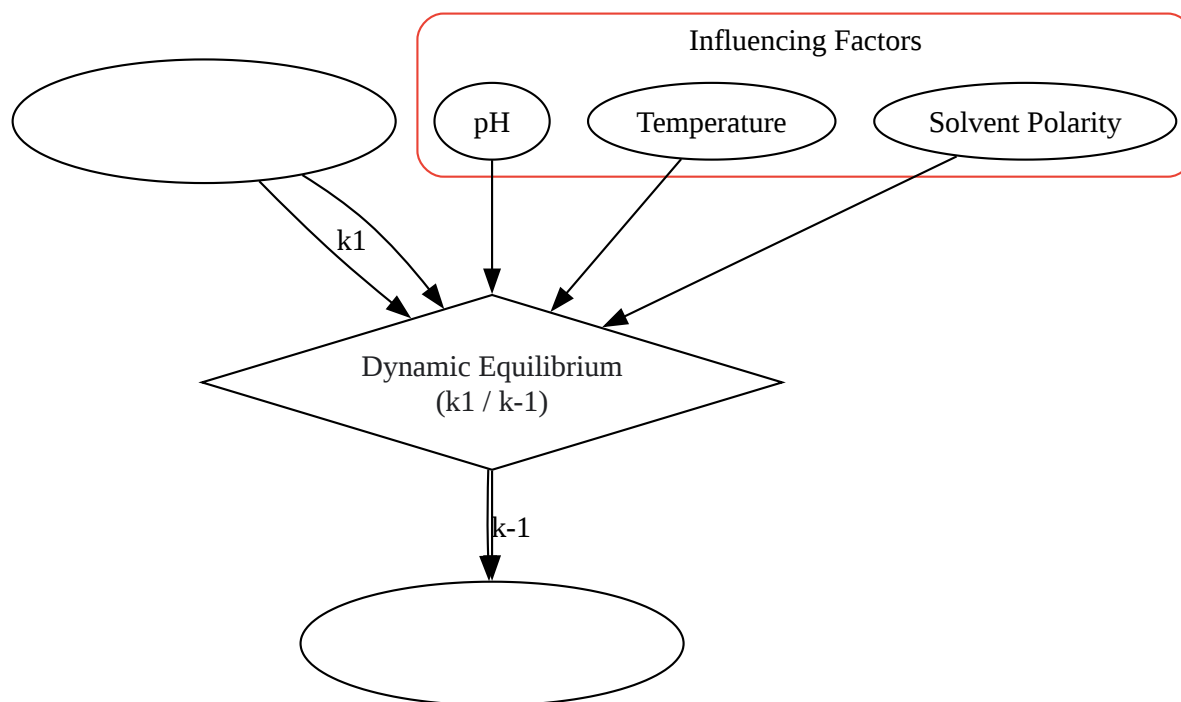 Influencing Factors
pH
Temperature
Solvent Polarity
k1
Dynamic Equilibrium
(k1 / k-1)
k-1